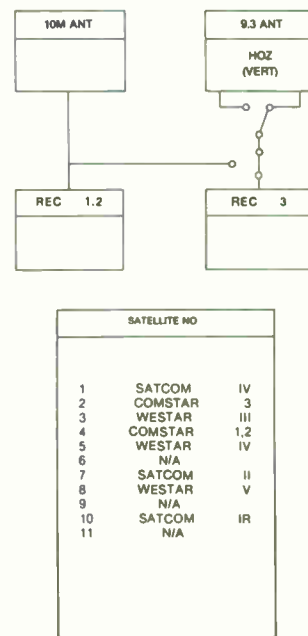 10M ANT
9.3 ANT
HOZ
(VERT)
REC 1.2
REC 3
SATELLITE NO
1 SATCOM IV
2 COMSTAR 3
3 WESTAR III
4 COMSTAR 1,2
5 WESTAR IV
6 N/A
7 SATCOM II
8 WESTAR V
9 N/A
10 SATCOM IR
11 N/A